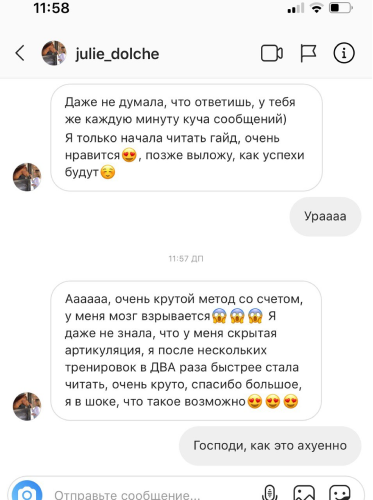 11:58
julie_dolche
Даже не думала, что ответишь, у тебя
же каждую минуту куча сообщений)
Я только начала читать гайд, очень
нравится😍, позже выложу, как успехи
будут☺️
Ураааа
11:57 ДП
Аааааа, очень крутой метод со счетом,
у меня мозг взрывается😱😱😱 Я
даже не знала, что у меня скрытая
артикуляция, я после нескольких
тренировок в ДВА раза быстрее стала
читать, очень круто, спасибо большое,
я в шоке, что такое возможно😍😍😍
Господи, как это ахуенно
Отправьте сообщение...